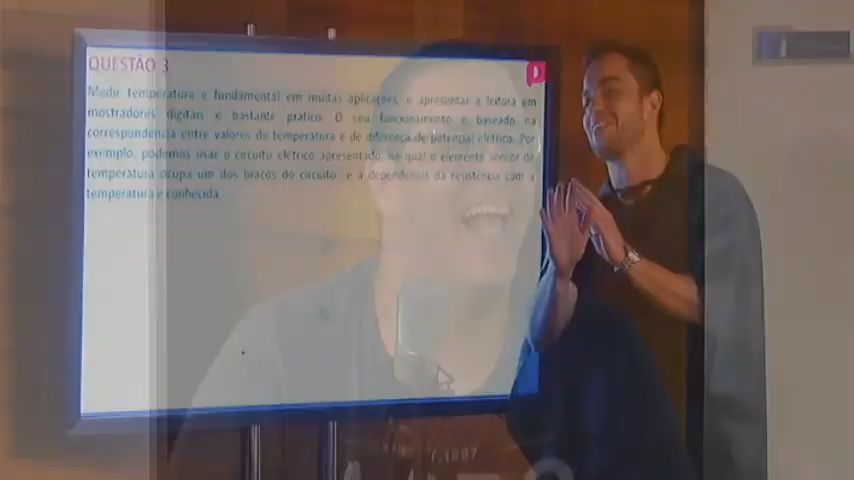 QUESTÃO 3
Medir temperatura e fundamental em muitas aplicações, e apresentar a leitura em
mostradores digitais e bastante prático. O seu funcionamento e baseado na
correspondência entre valores de temperatura e de diferença de potencial elétrico. Por
exemplo, podemos usar o circuito elétrico apresentado, no qual o elemento sensor de
temperatura ocupa um dos braços do circuito e a dependência da resistência com a
temperatura é conhecida